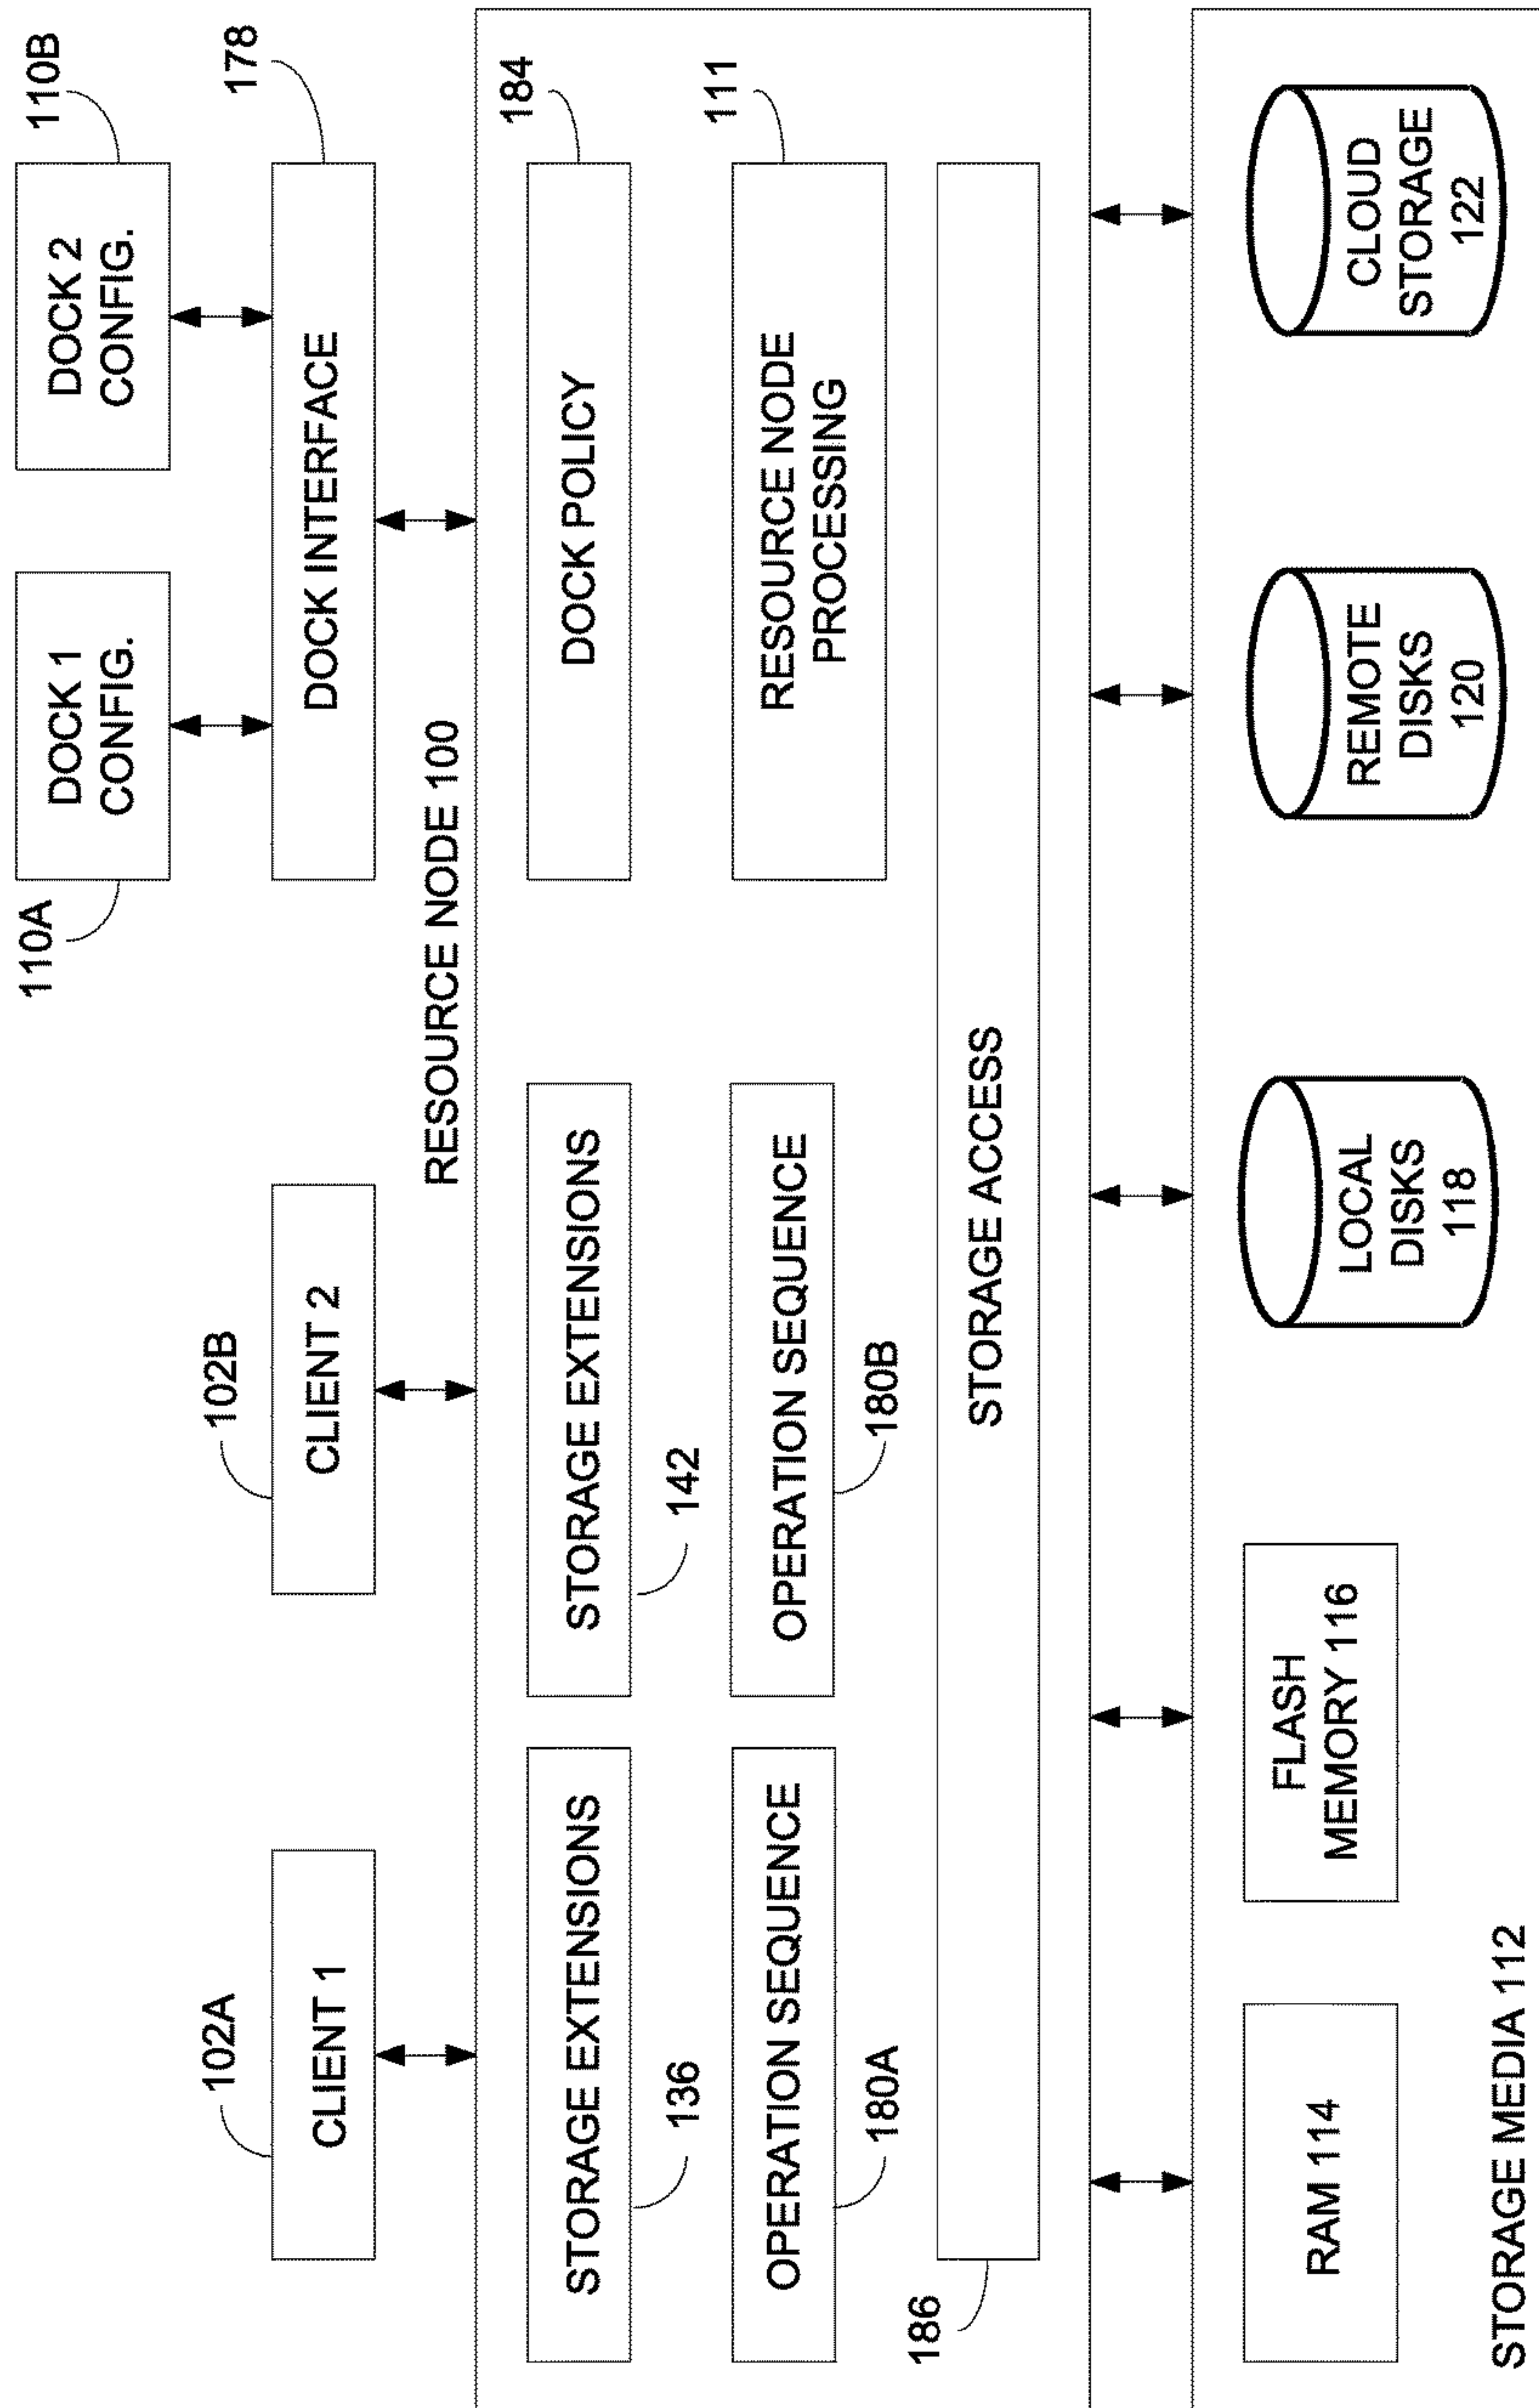 110A
DOCK 1
CONFIG.
DOCK 2
CONFIG.
110B
102A
CLIENT 1
102B
CLIENT 2
DOCK INTERFACE
178
RESOURCE NODE 100
STORAGE EXTENSIONS
136
STORAGE EXTENSIONS
142
DOCK POLICY
184
OPERATION SEQUENCE
180A
OPERATION SEQUENCE
180B
RESOURCE NODE
PROCESSING
111
186
STORAGE ACCESS
RAM 114
FLASH
MEMORY 116
LOCAL
DISKS
118
REMOTE
DISKS
120
CLOUD
STORAGE
122
STORAGE MEDIA 112